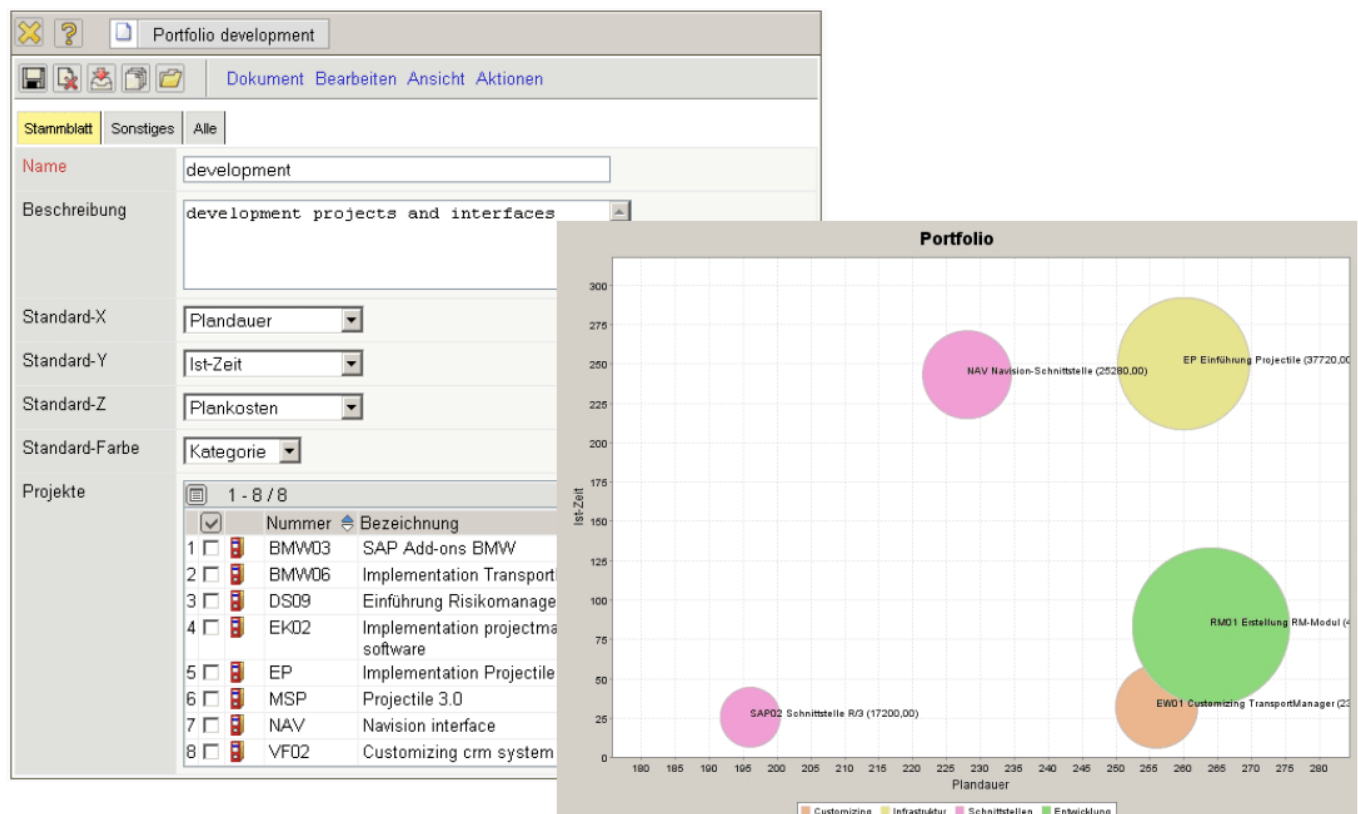 Portfolio development
Dokument Bearbeiten Ansicht Aktionen
Stammblatt Sonstiges Alle
Name development
Beschreibung development projects and interfaces
Standard-X Plandauer
Standard-Y Ist-Zeit
Standard-Z Plankosten
Standard-Farbe Kategorie
Projekte 1 - 8 / 8
Nummer Bezeichnung
1 BMW03 SAP Add-ons BMW
2 BMW06 Implementation Transport
3 DS09 Einführung Risikomanage
4 EK02 Implementation projectma
software
5 EP Implementation Projectile
6 MSP Projectile 3.0
7 NAV Navision interface
8 VF02 Customizing crm system
Portfolio
300
275
250
225
200
175
150
125
100
75
50
25
0
Ist-Zeit
EP Einführung Projectile (37720,00
NAV Navision-Schnittstelle (25280,00)
RM01 Erstellung RM-Modul (4
EW01 Customizing TransportManager (23
SAP02 Schnittstelle R/3 (17200,00)
180 185 190 195 200 205 210 215 220 225 230 235 240 245 250 255 260 265 270 275 280
Plandauer
Customizing Infrastruktur Schnittstellen Entwicklung